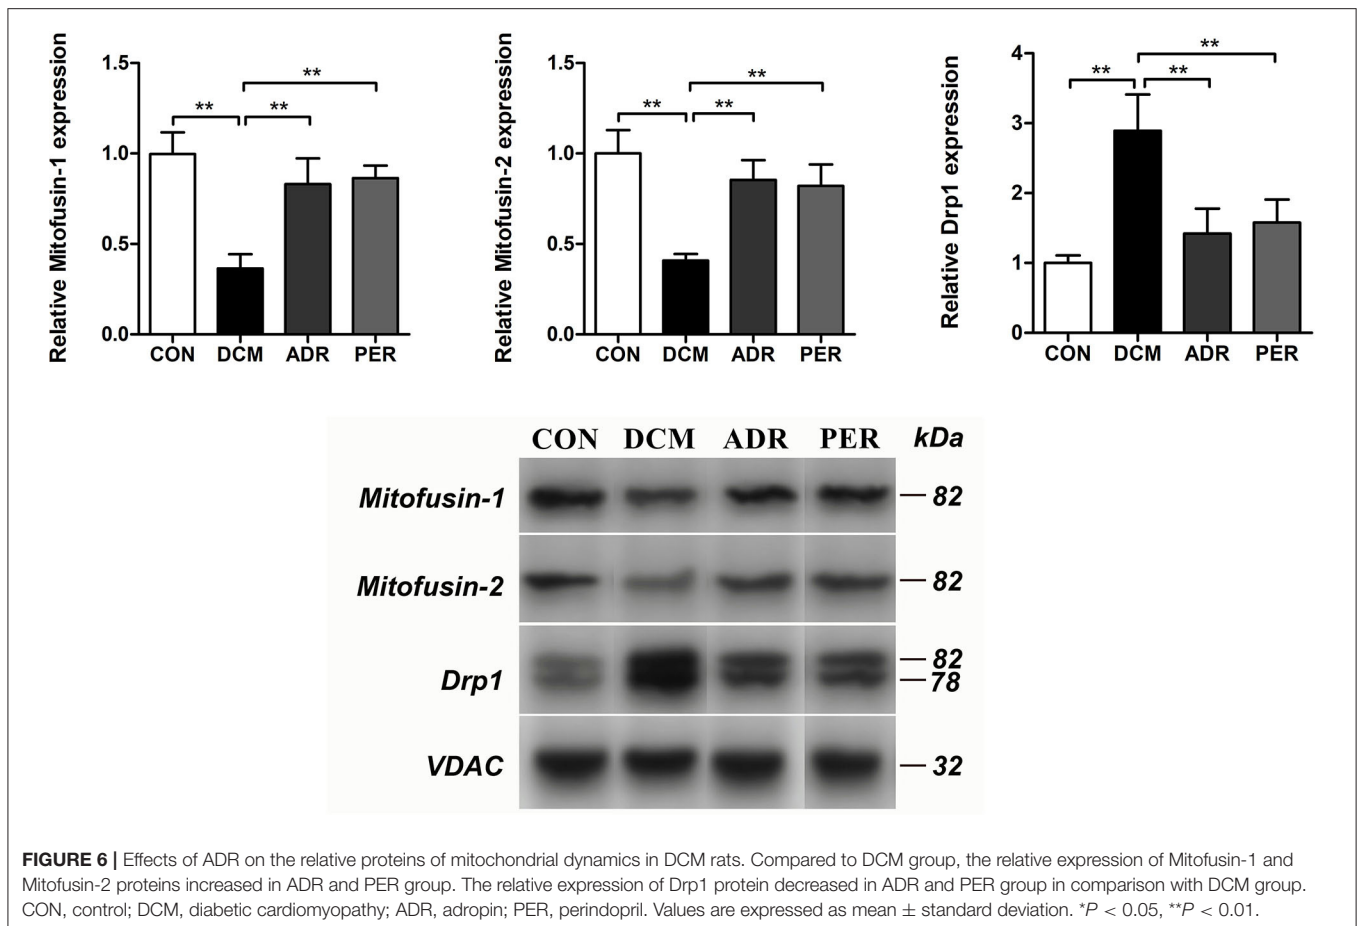 Relative Mitofusin-1 expression
1.5
1.0
0.5
0.0
**
** **
CON DCM ADR PER
Relative Mitofusin-2 expression
1.5
1.0
0.5
0.0
**
** **
CON DCM ADR PER
Relative Drp1 expression
4
3
2
1
0
**
** **
CON DCM ADR PER
CON DCM ADR PER kDa
Mitofusin-1 82
Mitofusin-2 82
Drp1 82
78
VDAC 32
FIGURE 6 | Effects of ADR on the relative proteins of mitochondrial dynamics in DCM rats. Compared to DCM group, the relative expression of Mitofusin-1 and
Mitofusin-2 proteins increased in ADR and PER group. The relative expression of Drp1 protein decreased in ADR and PER group in comparison with DCM group.
CON, control; DCM, diabetic cardiomyopathy; ADR, adropin; PER, perindopril. Values are expressed as mean ± standard deviation. *P < 0.05, **P < 0.01.